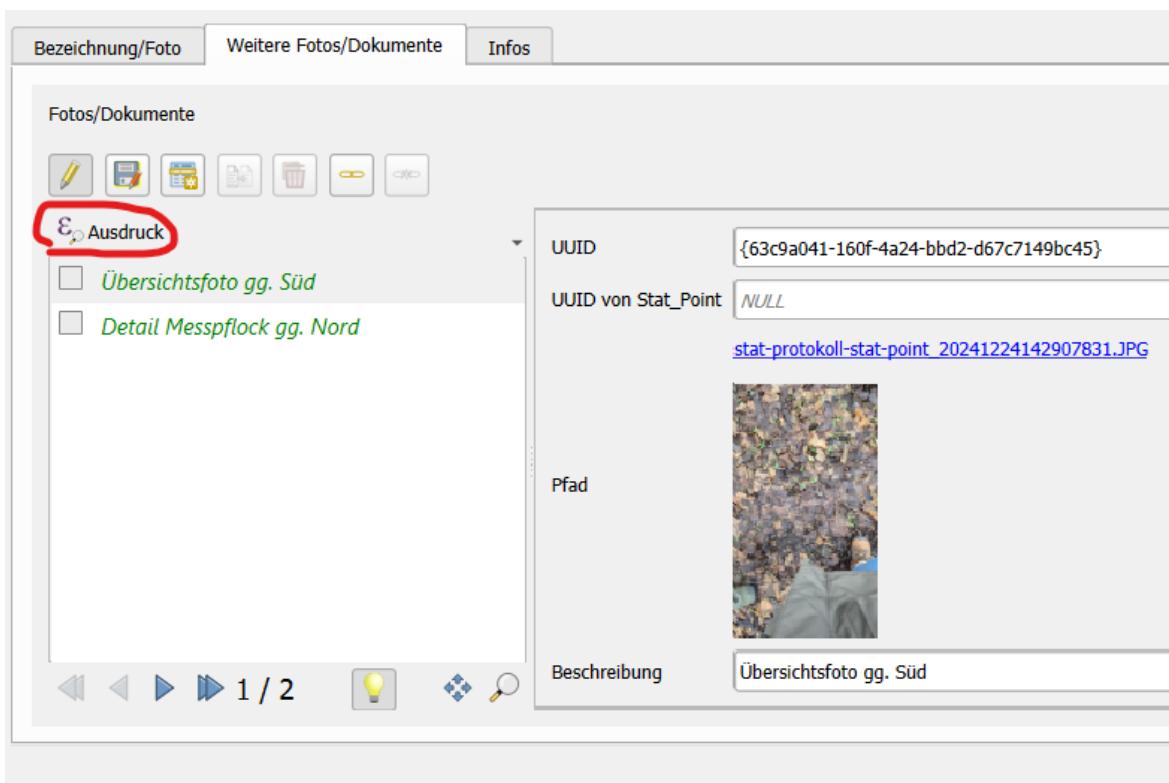 Bezeichnung/Foto
Weitere Fotos/Dokumente
Infos
Fotos/Dokumente
ε Ausdruck
Übersichtsfoto gg. Süd
Detail Messpflock gg. Nord
1 / 2
UUID
{63c9a041-160f-4a24-bbd2-d67c7149bc45}
UUID von Stat_Point
NULL
stat-protokoll-stat-point_20241224142907831.JPG
Pfad
Beschreibung
Übersichtsfoto gg. Süd